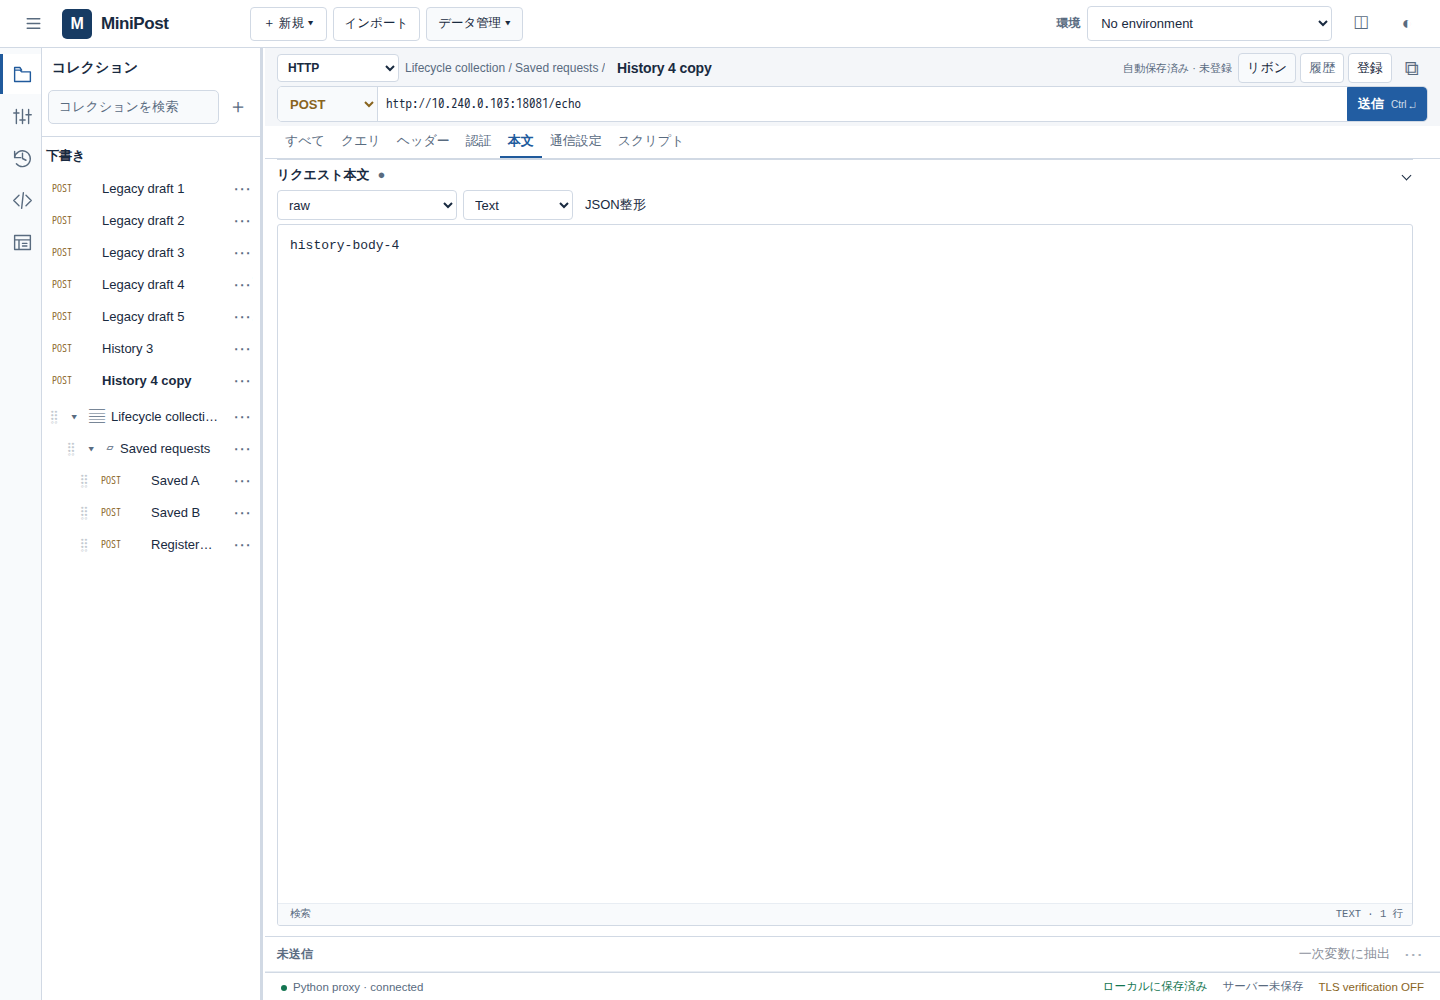 M MiniPost ＋ 新規 ▾ インポート データ管理 ▾ 環境 No environment
コレクション
コレクションを検索 ＋
下書き
POST Legacy draft 1 ···
POST Legacy draft 2 ···
POST Legacy draft 3 ···
POST Legacy draft 4 ···
POST Legacy draft 5 ···
POST History 3 ···
POST History 4 copy ···
Lifecycle collecti… ···
Saved requests ···
POST Saved A ···
POST Saved B ···
POST Register… ···
HTTP Lifecycle collection / Saved requests / History 4 copy 自動保存済み · 未登録 リボン 履歴 登録
POST http://10.240.0.103:18081/echo 送信 Ctrl ⏎
すべて クエリ ヘッダー 認証 本文 通信設定 スクリプト
リクエスト本文 ●
raw Text JSON整形
history-body-4
検索 TEXT · 1 行
未送信 一次変数に抽出 ···
● Python proxy · connected ローカルに保存済み サーバー未保存 TLS verification OFF